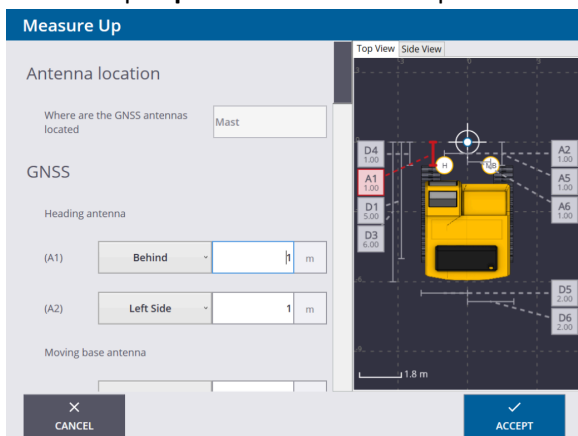 Measure Up
Antenna location
Where are the GNSS antennas
located
Mast
GNSS
Heading antenna
(A1)
Behind
1
m
(A2)
Left Side
1
m
Moving base antenna
CANCEL
ACCEPT
Top View
Side View
-3
0
3
D4
1.00
A1
1.00
D1
5.00
D3
6.00
H
A2
1.00
A5
1.00
A6
1.00
D5
2.00
D6
2.00
1.8 m